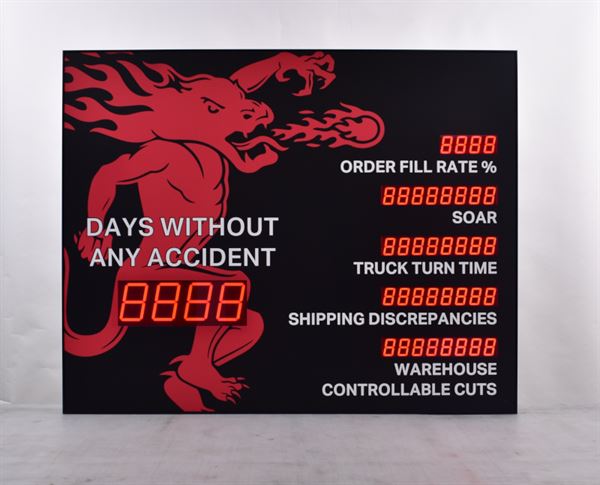 DAYS WITHOUT
ANY ACCIDENT
8888
8888
ORDER FILL RATE %
88888888
SOAR
88888888
TRUCK TURN TIME
88888888
SHIPPING DISCREPANCIES
88888888
WAREHOUSE
CONTROLLABLE CUTS